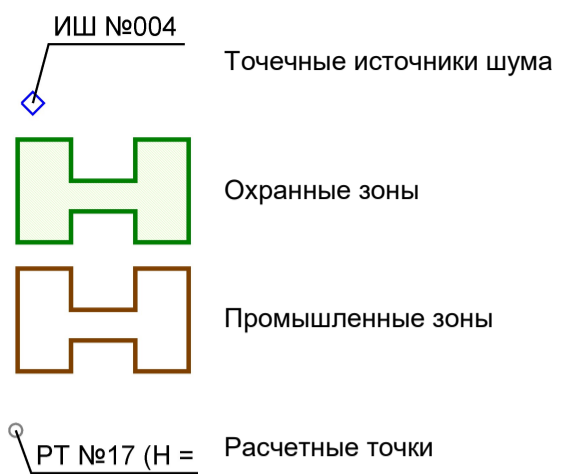 ИШ №004
Точечные источники шума
Охранные зоны
Промышленные зоны
РТ №17 (H =
Расчетные точки